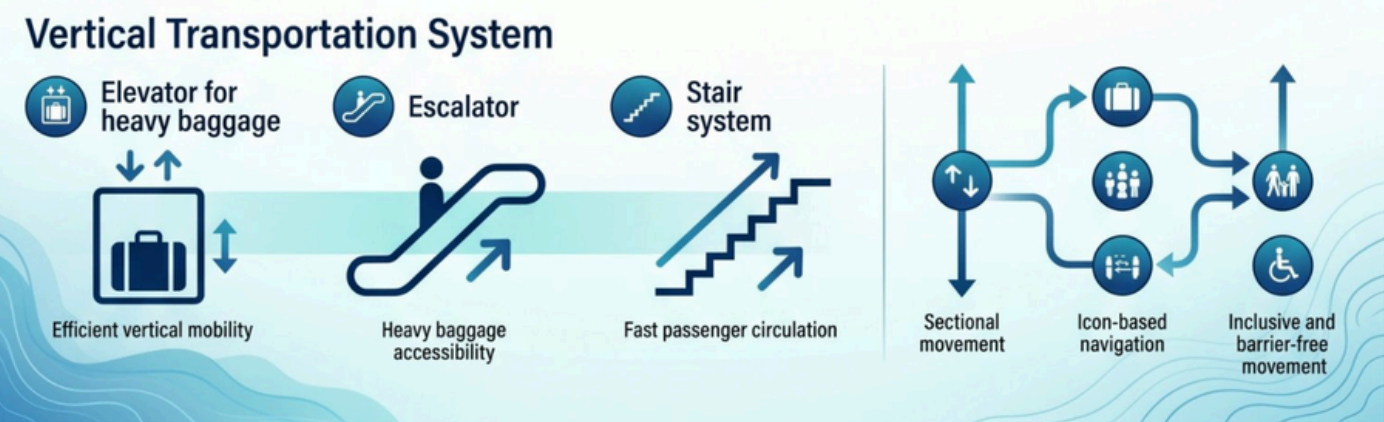 Vertical Transportation System
Elevator for
heavy baggage
Escalator
Stair
system
Efficient vertical mobility
Heavy baggage
accessibility
Fast passenger circulation
Sectional
movement
Icon-based
navigation
Inclusive and
barrier-free
movement